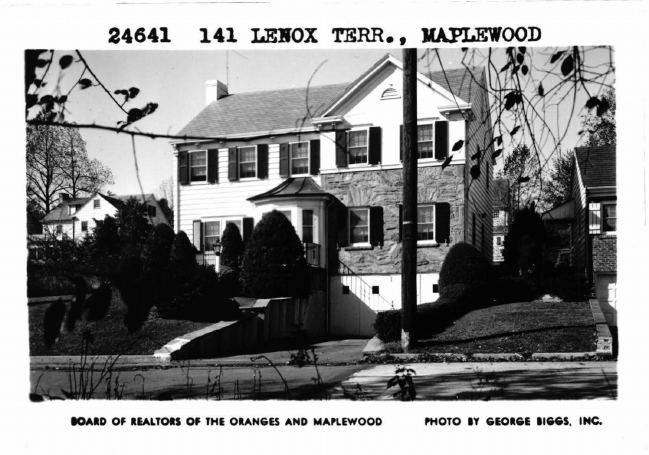 24641 141 LENOX TERR., MAPLEWOOD
BOARD OF REALTORS OF THE ORANGES AND MAPLEWOOD PHOTO BY GEORGE BIGGS, INC.